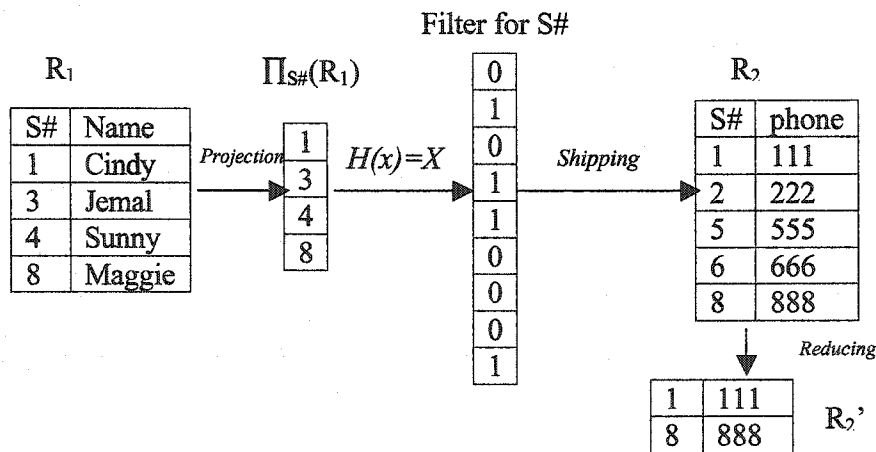 Filter for S#
R₁
∏S#(R₁)
R₂
S# Name
1 Cindy
3 Jemal
4 Sunny
8 Maggie
Projection
1
3
4
8
H(x)=X
0
1
0
1
1
0
0
0
1
Shipping
S# phone
1 111
2 222
5 555
6 666
8 888
Reducing
1 111
8 888
R₂’